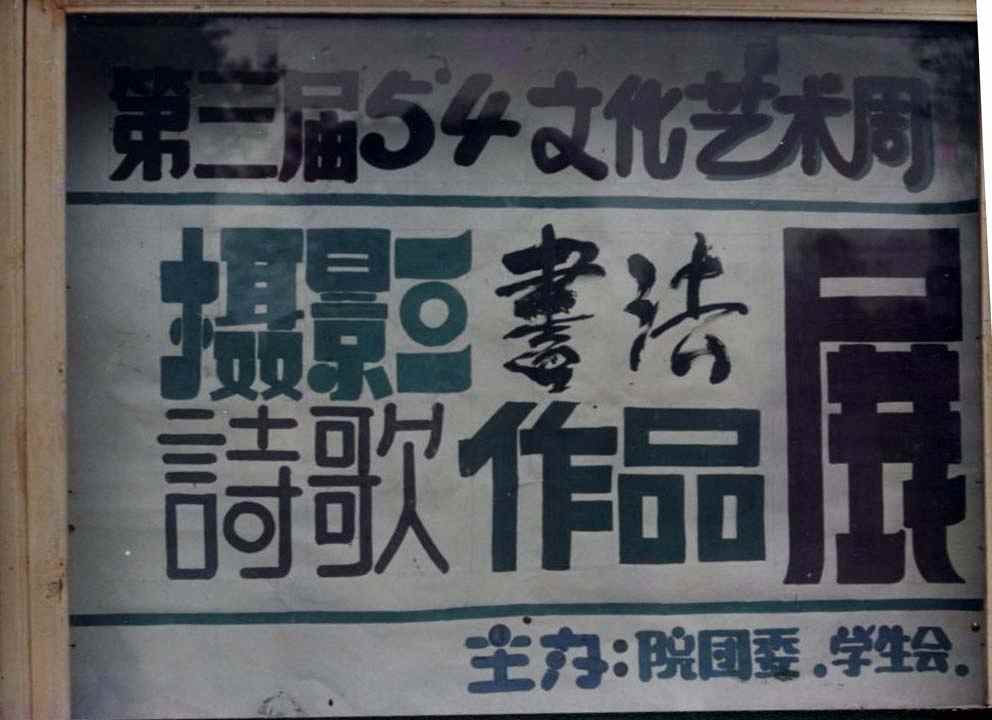 第三届5·4文化艺术周
攝影書法
詩歌作品展
主办:院团委.学生会.